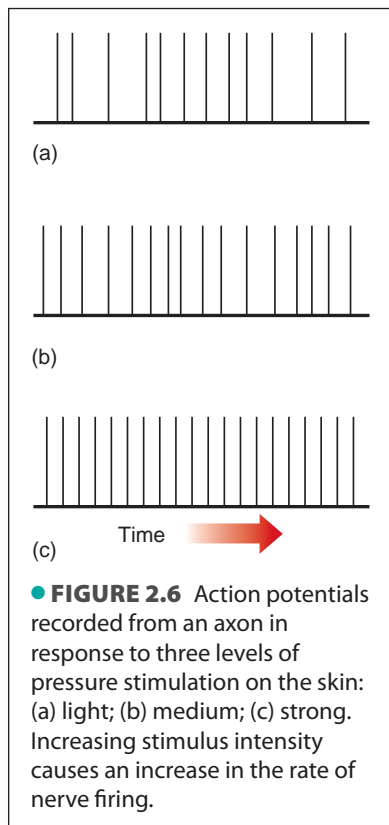 (a)
(b)
Time
(c)
● FIGURE 2.6 Action potentials
recorded from an axon in
response to three levels of
pressure stimulation on the skin:
(a) light; (b) medium; (c) strong.
Increasing stimulus intensity
causes an increase in the rate of
nerve firing.